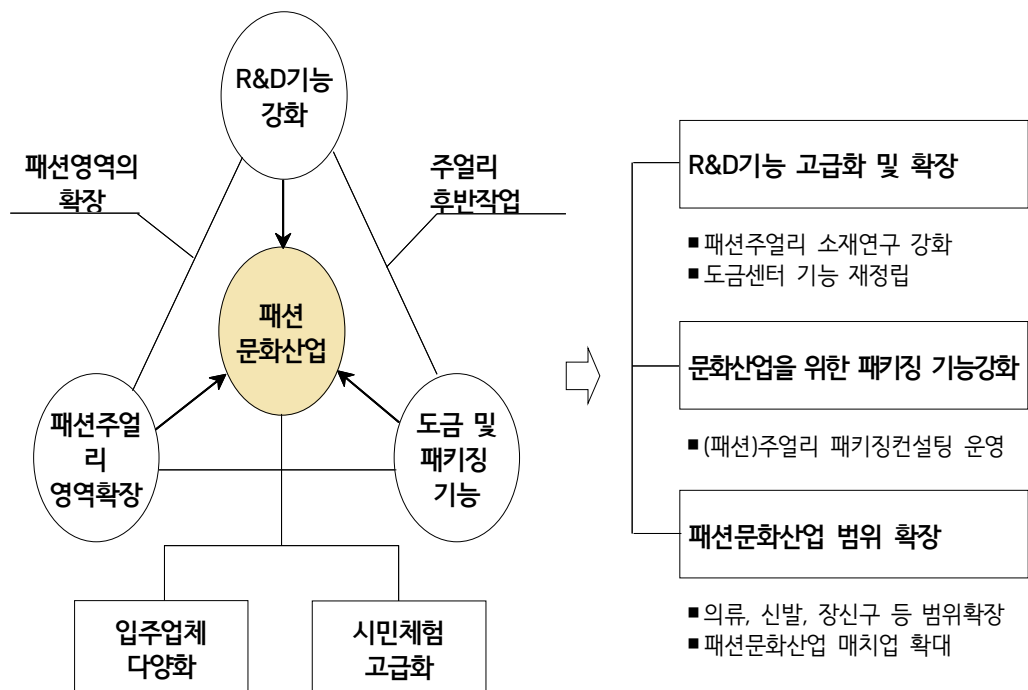 R&D기능
강화
패션영역의
확장
주얼리
후반작업
패션
문화산업
패션주얼
리
영역확장
도금 및
패키징
기능
입주업체
다양화
시민체험
고급화
R&D기능 고급화 및 확장
■ 패션주얼리 소재연구 강화
■ 도금센터 기능 재정립
문화산업을 위한 패키징 기능강화
■ (패션)주얼리 패키징컨설팅 운영
패션문화산업 범위 확장
■ 의류, 신발, 장신구 등 범위확장
■ 패션문화산업 매치업 확대